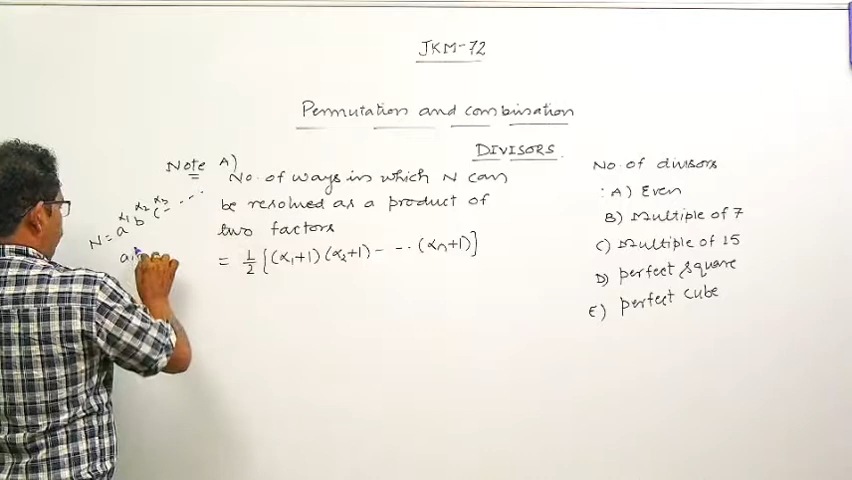 JKM-72
Permutation and combination
DIVISORS.
Note A)
No. of ways in which N can
be resolved as a product of
two factors
= 1/2 {(α₁+1)(α₂+1)- -·· (αn+1)]
N = a^α₁ b^α₂ c^α₃ - - ...
a,
No of divisors
: A) Even
B) Multiple of 7
C) Multiple of 15
D) perfect square
E) perfect cube